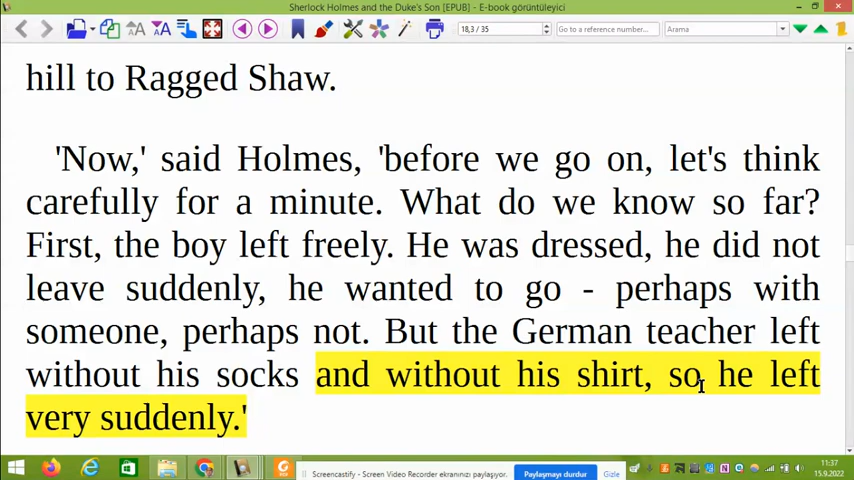 Sherlock Holmes and the Duke's Son [EPUB] - E-book görüntüleyici
18,3 / 35
Go to a reference number...
Arama
hill to Ragged Shaw.
'Now,' said Holmes, 'before we go on, let's think
carefully for a minute. What do we know so far?
First, the boy left freely. He was dressed, he did not
leave suddenly, he wanted to go - perhaps with
someone, perhaps not. But the German teacher left
without his socks and without his shirt, so he left
very suddenly.'
Screencastify - Screen Video Recorder ekranınızı paylaşıyor.
Paylaşmayı durdur
Gizle
11:37
15.9.2022